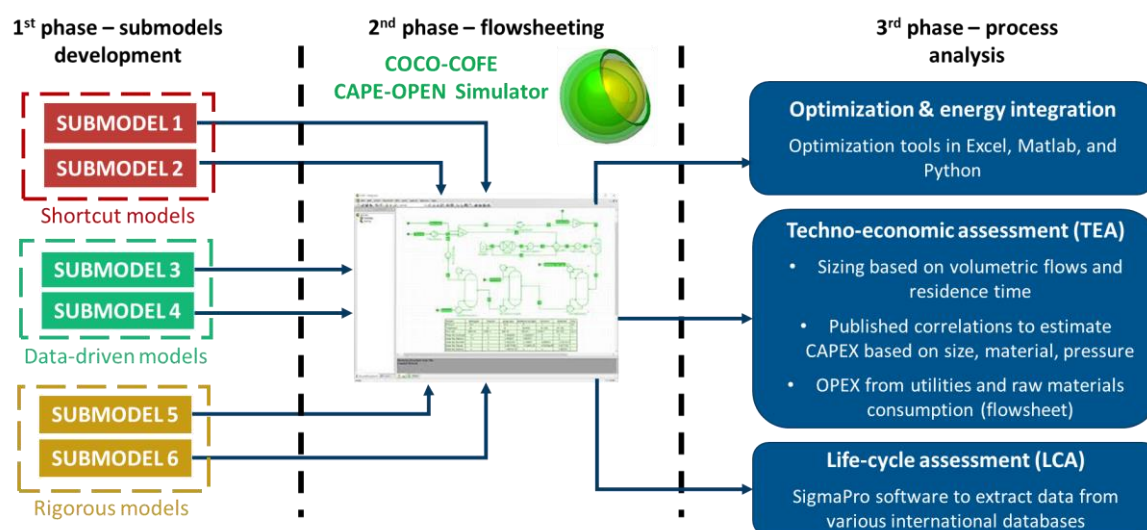 1st phase – submodels
development
2nd phase – flowsheeting
3rd phase – process
analysis
COCO-COFE
CAPE-OPEN Simulator
SUBMODEL 1
SUBMODEL 2
Shortcut models
SUBMODEL 3
SUBMODEL 4
Data-driven models
SUBMODEL 5
SUBMODEL 6
Rigorous models
Optimization & energy integration
Optimization tools in Excel, Matlab, and
Python
Techno-economic assessment (TEA)
• Sizing based on volumetric flows and
residence time
• Published correlations to estimate
CAPEX based on size, material, pressure
• OPEX from utilities and raw materials
consumption (flowsheet)
Life-cycle assessment (LCA)
SigmaPro software to extract data from
various international databases